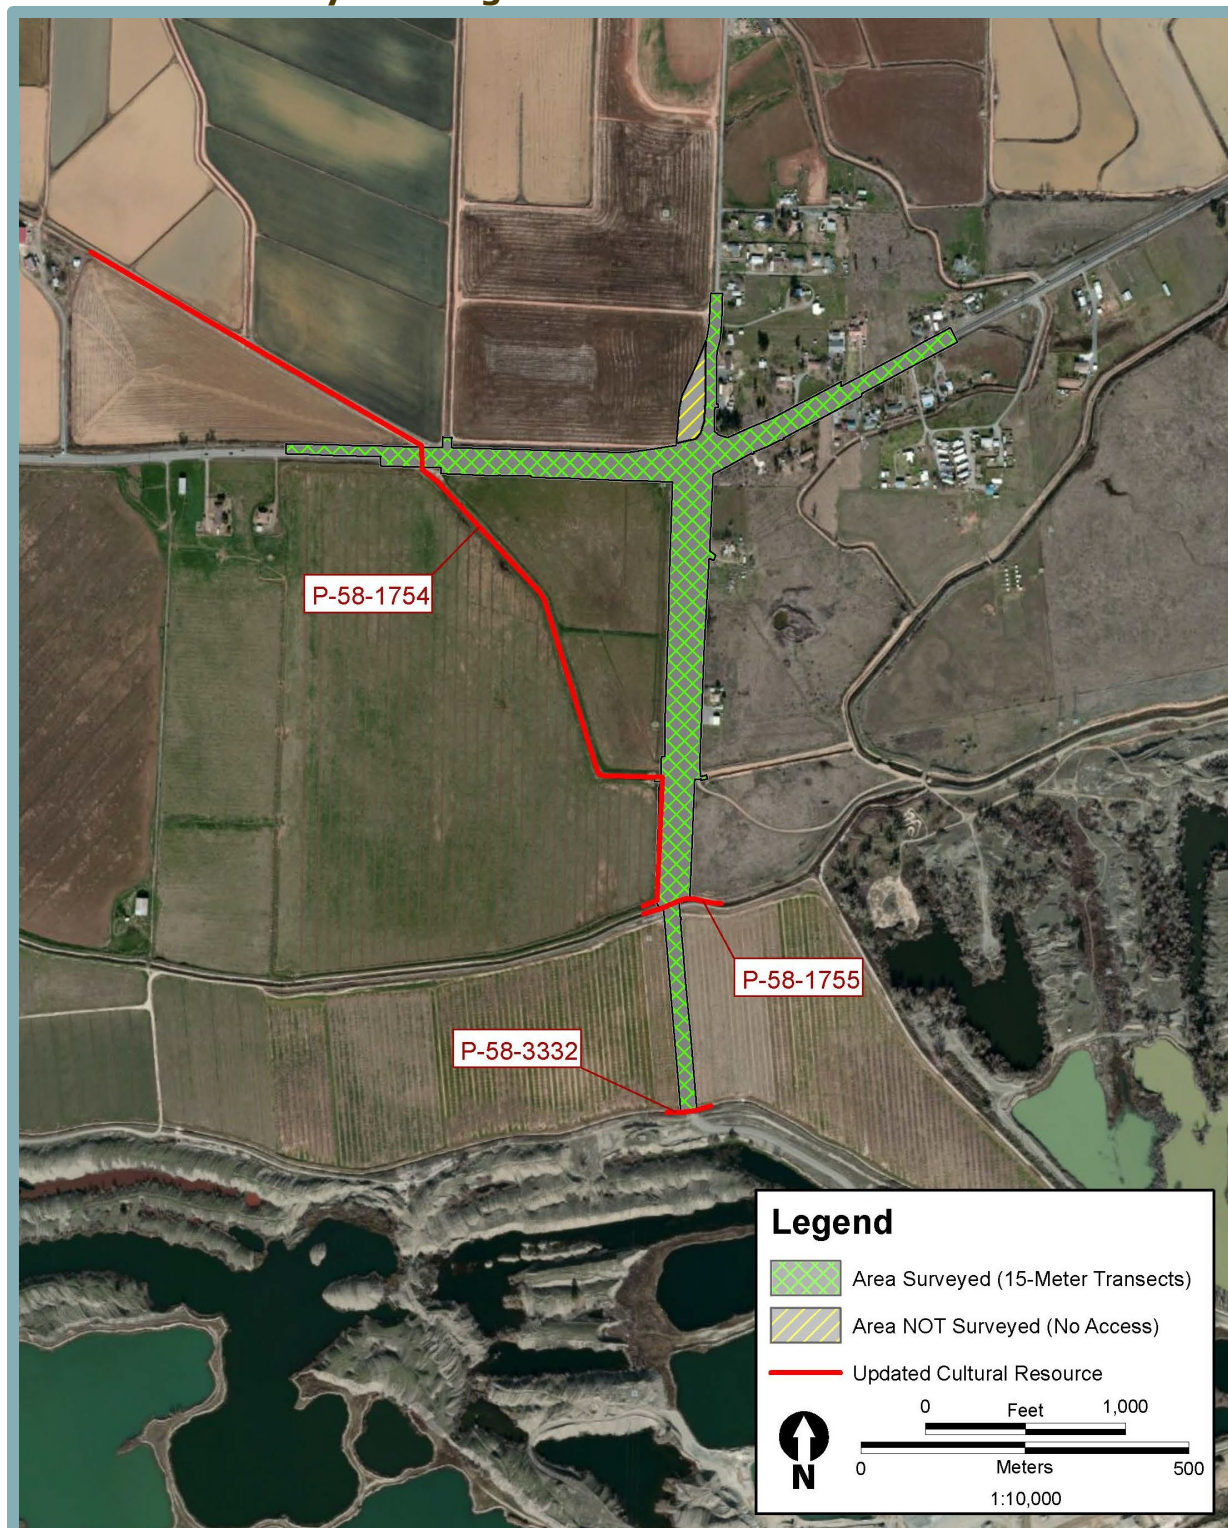 P-58-1754
P-58-1755
P-58-3332
Legend
Area Surveyed (15-Meter Transects)
Area NOT Surveyed (No Access)
Updated Cultural Resource
0 Feet 1,000
0 Meters 500
N
1:10,000